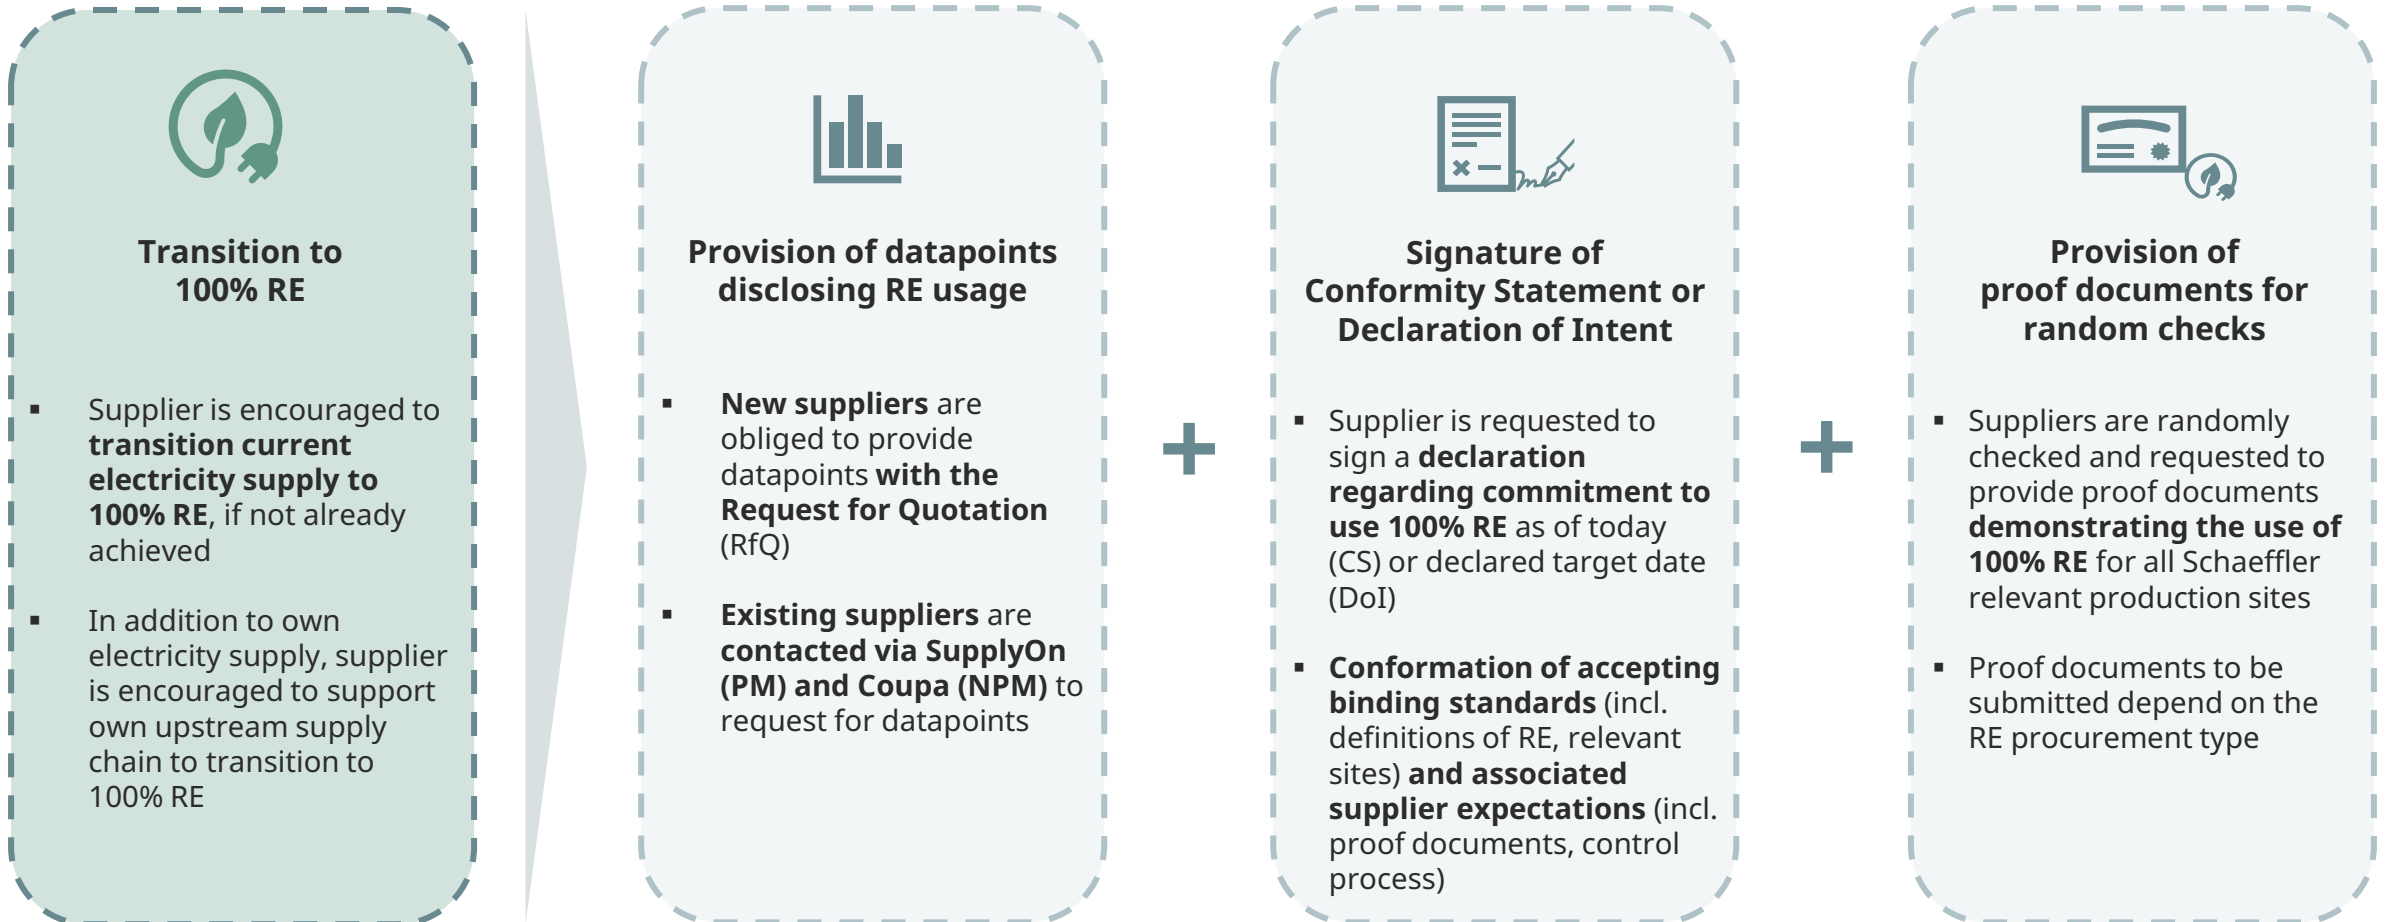 Transition to
100% RE
▪ Supplier is encouraged to
transition current
electricity supply to
100% RE, if not already
achieved
▪ In addition to own
electricity supply, supplier
is encouraged to support
own upstream supply
chain to transition to
100% RE
Provision of datapoints
disclosing RE usage
▪ New suppliers are
obliged to provide
datapoints with the
Request for Quotation
(RfQ)
▪ Existing suppliers are
contacted via SupplyOn
(PM) and Coupa (NPM) to
request for datapoints
+
Signature of
Conformity Statement or
Declaration of Intent
▪ Supplier is requested to
sign a declaration
regarding commitment to
use 100% RE as of today
(CS) or declared target date
(DoI)
▪ Conformation of accepting
binding standards (incl.
definitions of RE, relevant
sites) and associated
supplier expectations (incl.
proof documents, control
process)
+
Provision of
proof documents for
random checks
▪ Suppliers are randomly
checked and requested to
provide proof documents
demonstrating the use of
100% RE for all Schaeffler
relevant production sites
▪ Proof documents to be
submitted depend on the
RE procurement type